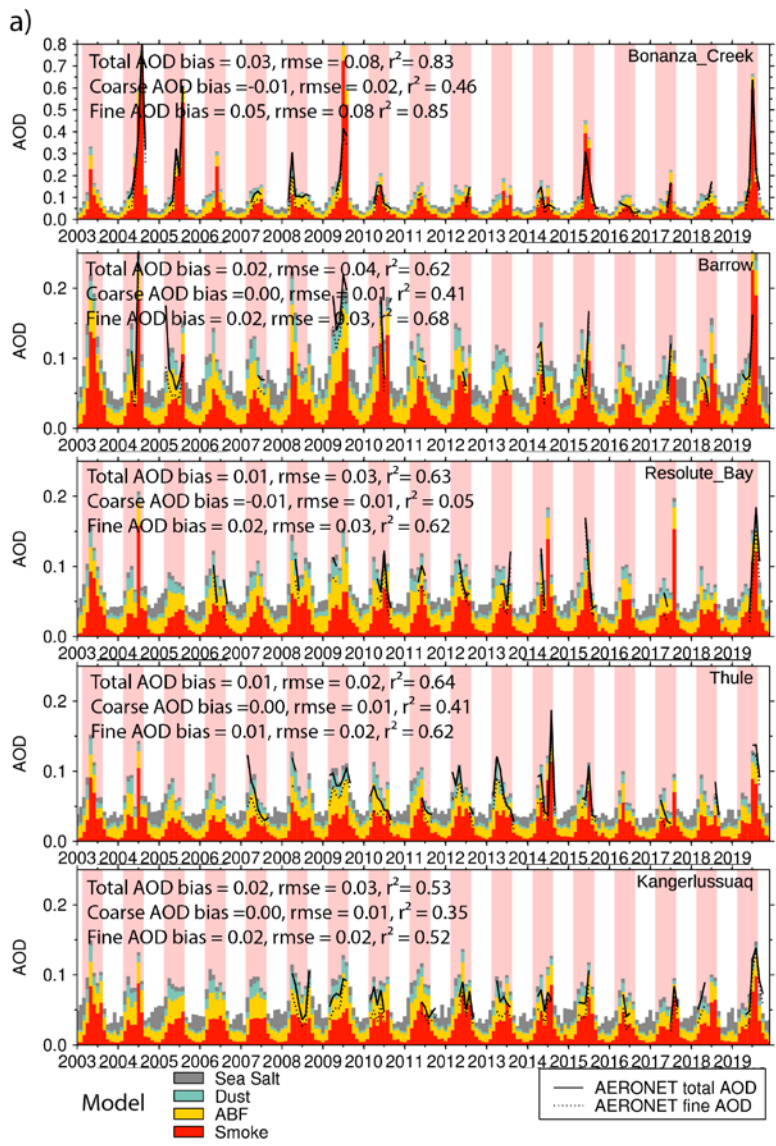 a)
Bonanza_Creek
Total AOD bias = 0.03, rmse = 0.08, r² = 0.83
Coarse AOD bias =-0.01, rmse = 0.02, r² = 0.46
Fine AOD bias = 0.05, rmse = 0.08 r² = 0.85
AOD
0.8
0.7
0.6
0.5
0.4
0.3
0.2
0.1
0.0
2003 2004 2005 2006 2007 2008 2009 2010 2011 2012 2013 2014 2015 2016 2017 2018 2019
Barrow
Total AOD bias = 0.02, rmse = 0.04, r²= 0.62
Coarse AOD bias =0.00, rmse = 0.01, r² = 0.41
Fine AOD bias = 0.02, rmse = 0.03, r² = 0.68
AOD
0.2
0.1
0.0
2003 2004 2005 2006 2007 2008 2009 2010 2011 2012 2013 2014 2015 2016 2017 2018 2019
Resolute_Bay
Total AOD bias = 0.01, rmse = 0.03, r²= 0.63
Coarse AOD bias =-0.01, rmse = 0.01, r² = 0.05
Fine AOD bias = 0.02, rmse = 0.03, r² = 0.62
AOD
0.2
0.1
0.0
2003 2004 2005 2006 2007 2008 2009 2010 2011 2012 2013 2014 2015 2016 2017 2018 2019
Thule
Total AOD bias = 0.01, rmse = 0.02, r²= 0.64
Coarse AOD bias =0.00, rmse = 0.01, r² = 0.41
Fine AOD bias = 0.01, rmse = 0.02, r² = 0.62
AOD
0.2
0.1
0.0
2003 2004 2005 2006 2007 2008 2009 2010 2011 2012 2013 2014 2015 2016 2017 2018 2019
Kangerlussuaq
Total AOD bias = 0.02, rmse = 0.03, r²= 0.53
Coarse AOD bias =0.00, rmse = 0.01, r² = 0.35
Fine AOD bias = 0.02, rmse = 0.02, r² = 0.52
AOD
0.2
0.1
0.0
2003 2004 2005 2006 2007 2008 2009 2010 2011 2012 2013 2014 2015 2016 2017 2018 2019
Model
Sea Salt
Dust
ABF
Smoke
AERONET total AOD
AERONET fine AOD